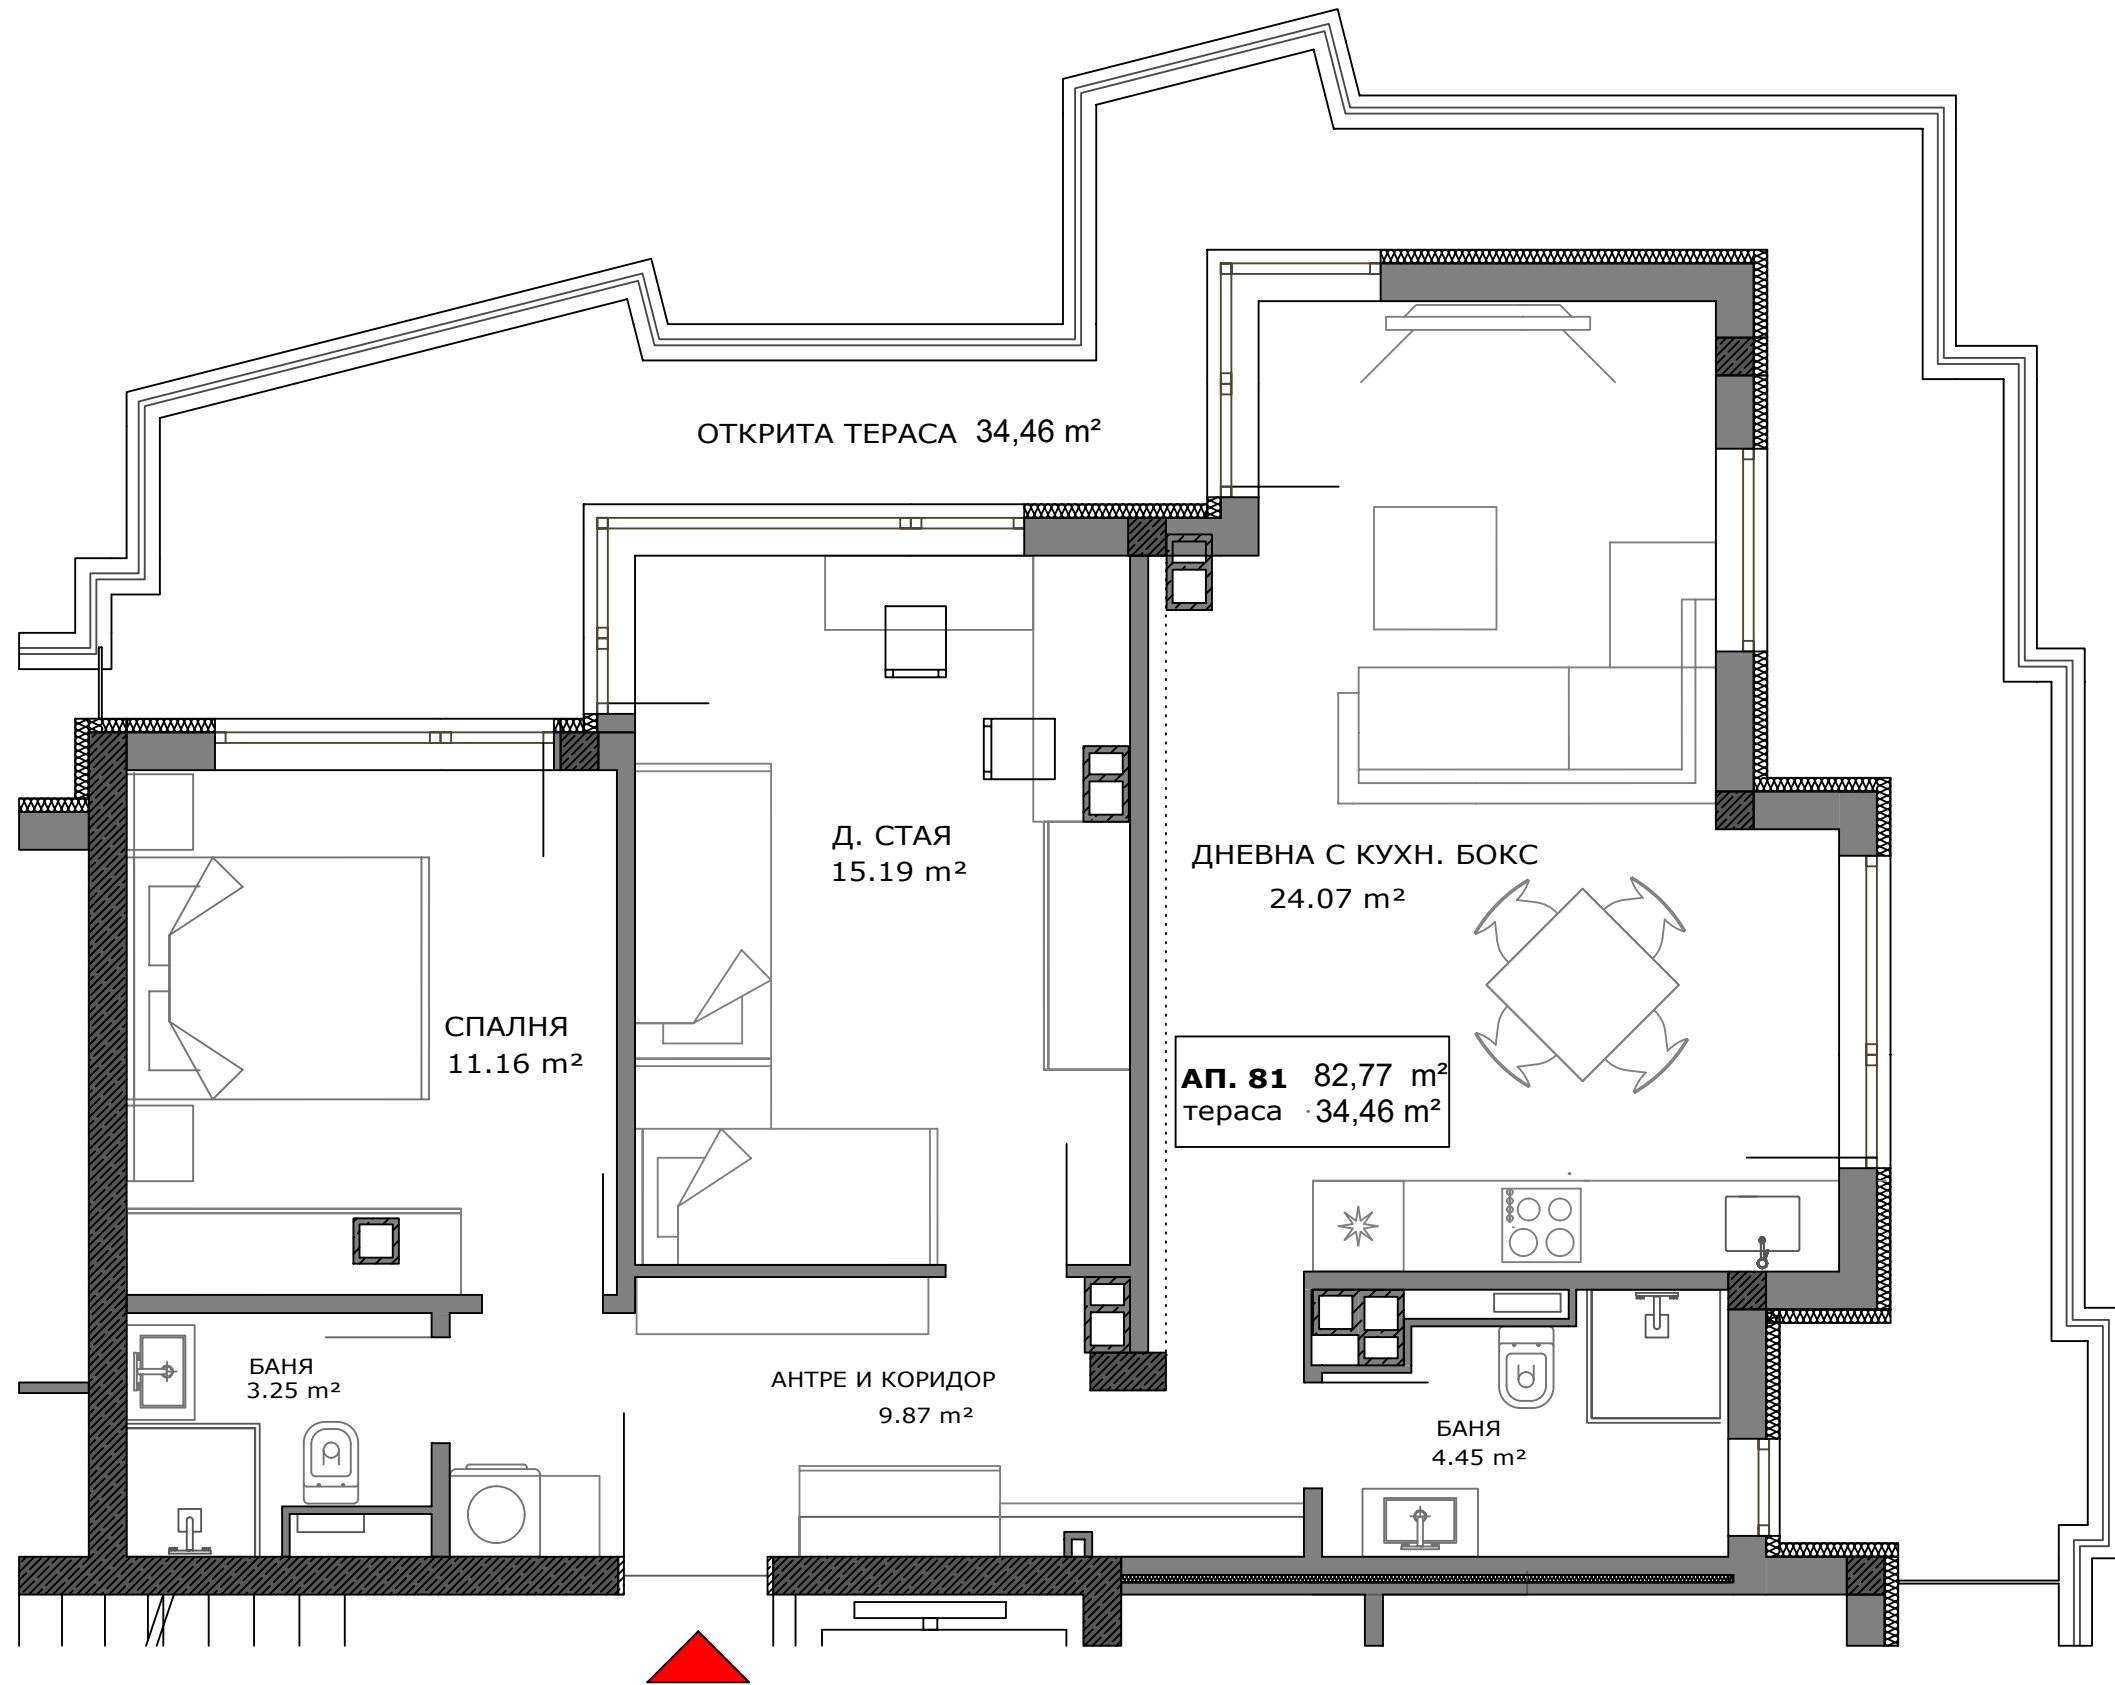 ОТКРИТА ТЕРАСА 34,46 m²
Д. СТАЯ
15.19 m²
ДНЕВНА С КУХН. БОКС
24.07 m²
СПАЛНЯ
11.16 m²
АП. 81 82,77 m²
тераса 34,46 m²
БАНЯ
3.25 m²
АНТРЕ И КОРИДОР
9.87 m²
БАНЯ
4.45 m²